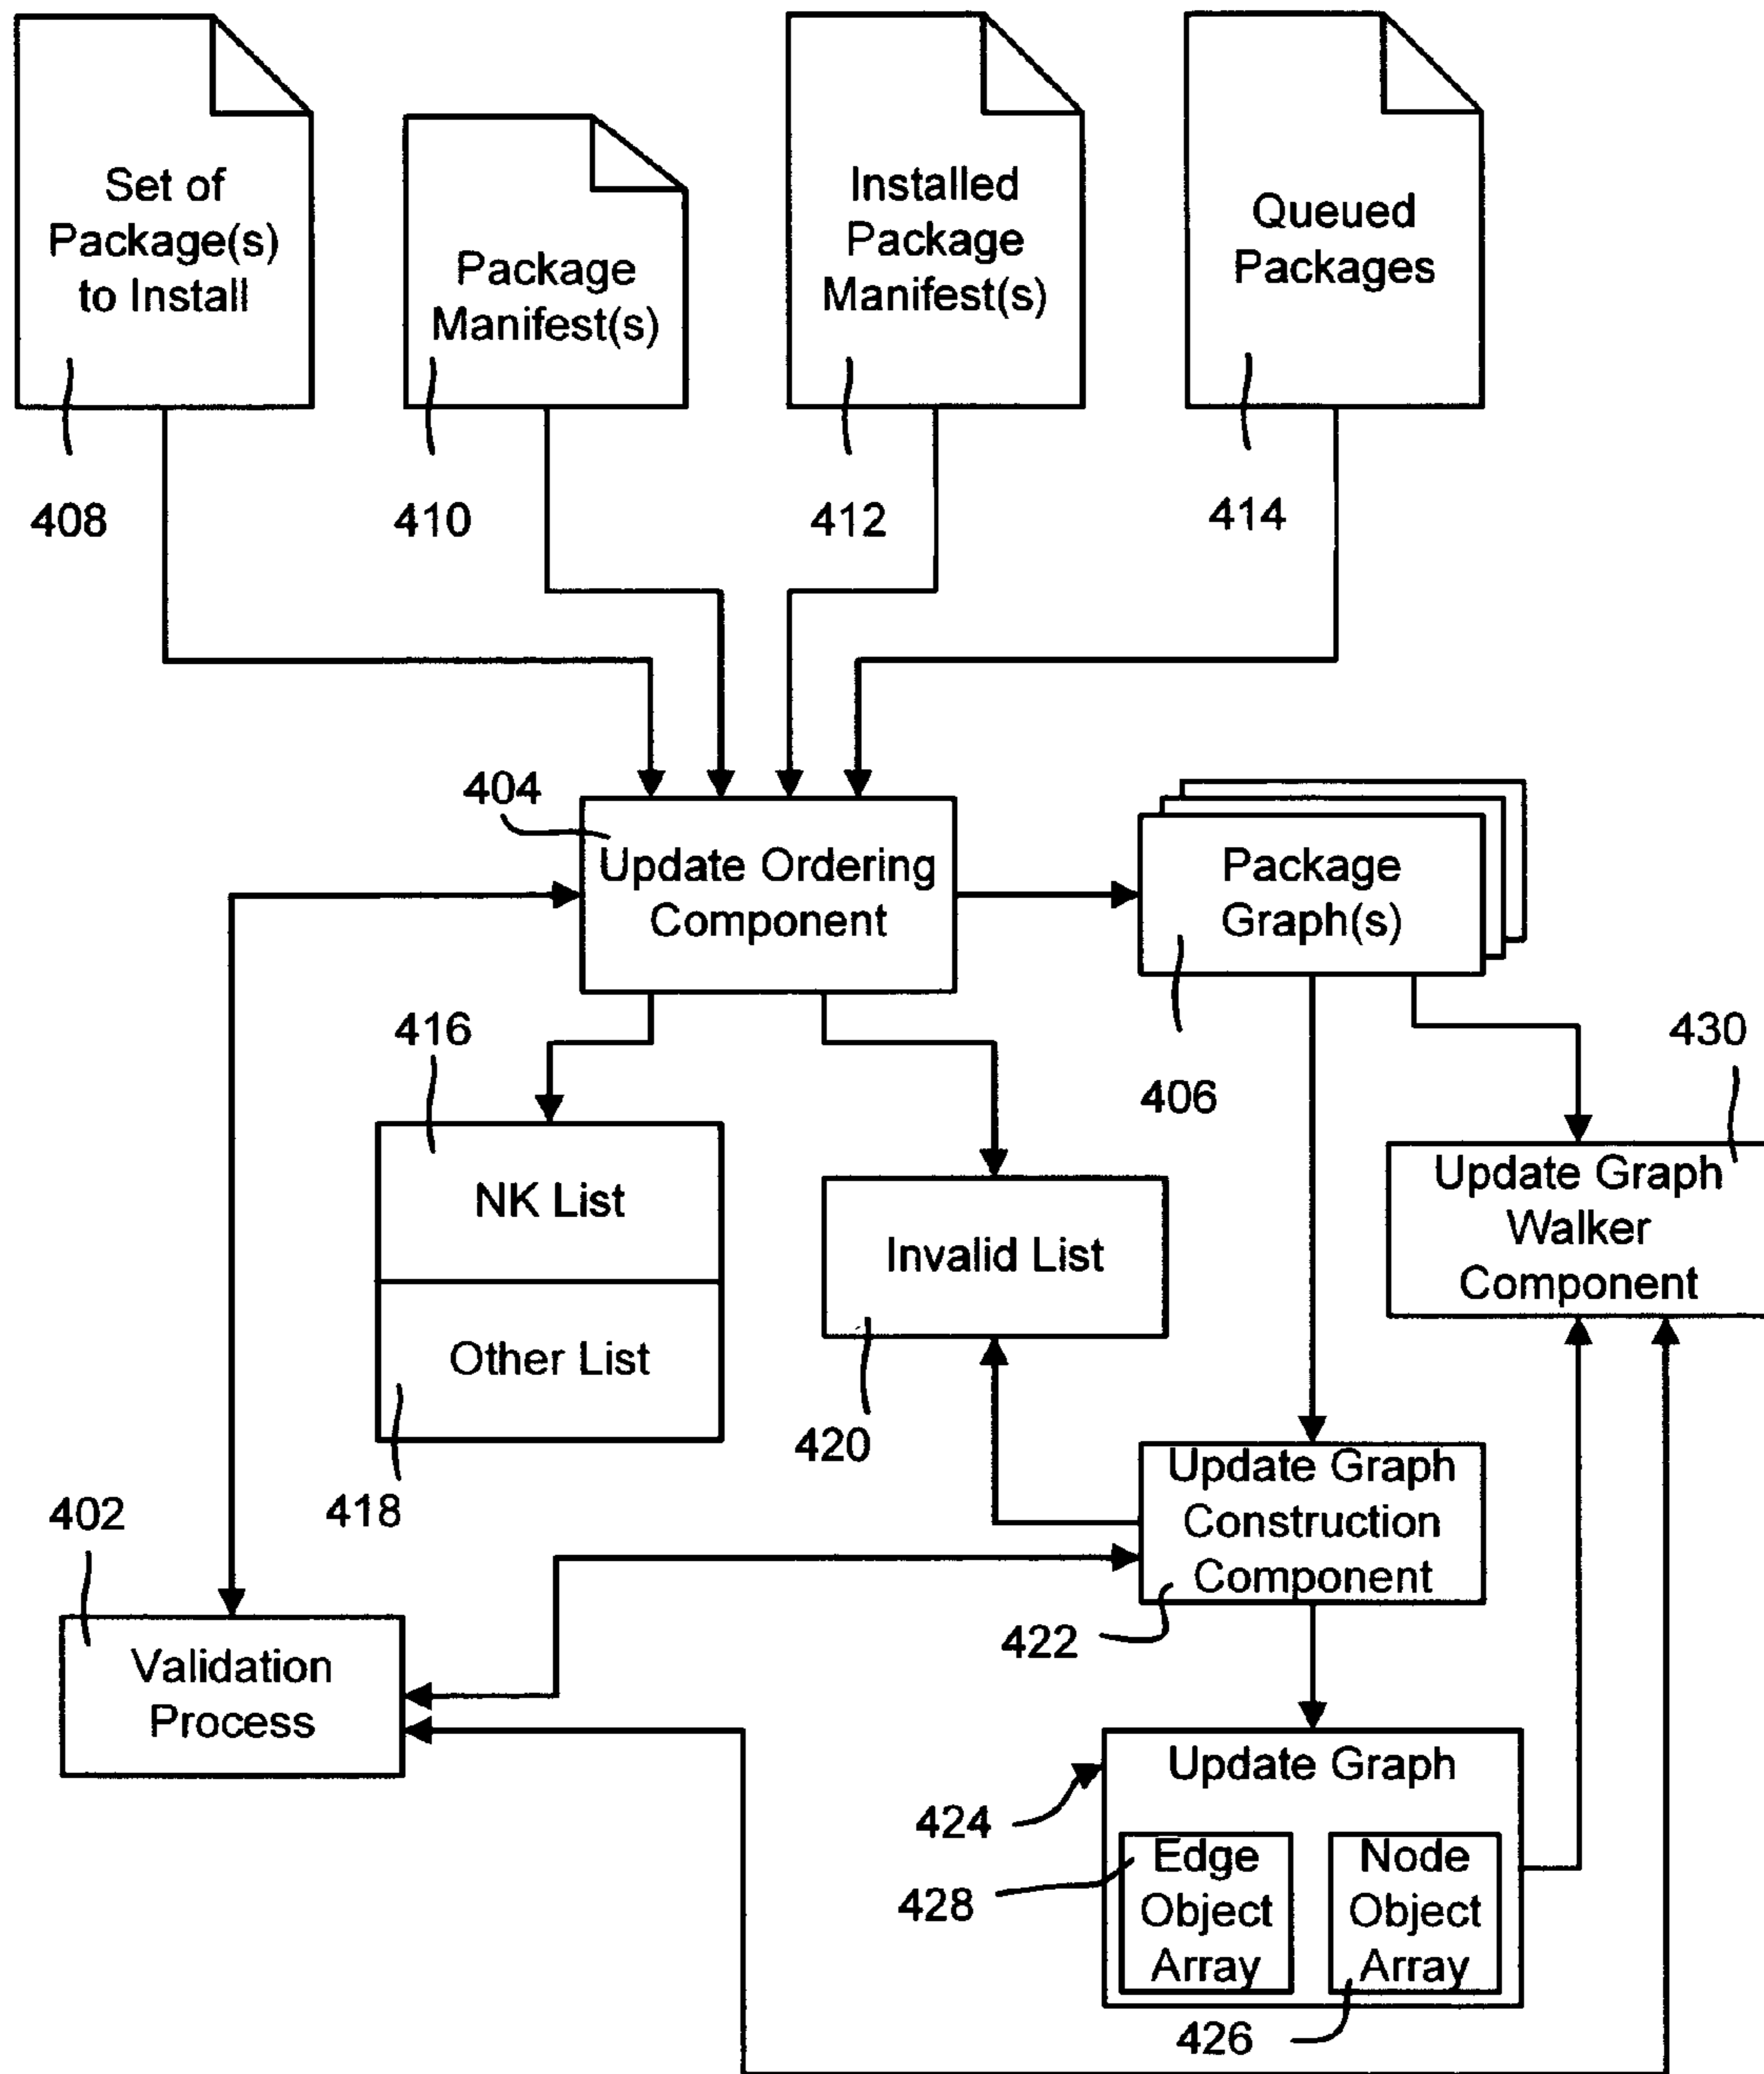 Set of
Package(s)
to Install
408
Package
Manifest(s)
410
Installed
Package
Manifest(s)
412
Queued
Packages
414
404
Update Ordering
Component
Package
Graph(s)
406
416
NK List
Other List
418
Invalid List
420
430
Update Graph
Walker
Component
Update Graph
Construction
Component
422
402
Validation
Process
Update Graph
424
Edge
Object
Array
428
Node
Object
Array
426